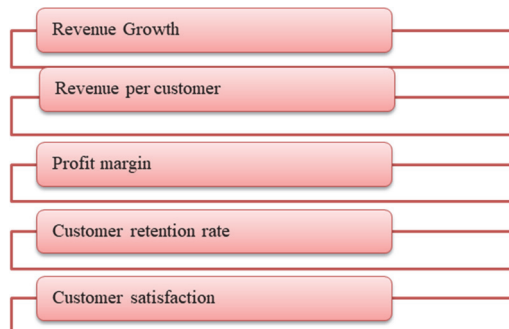 Revenue Growth
Revenue per customer
Profit margin
Customer retention rate
Customer satisfaction